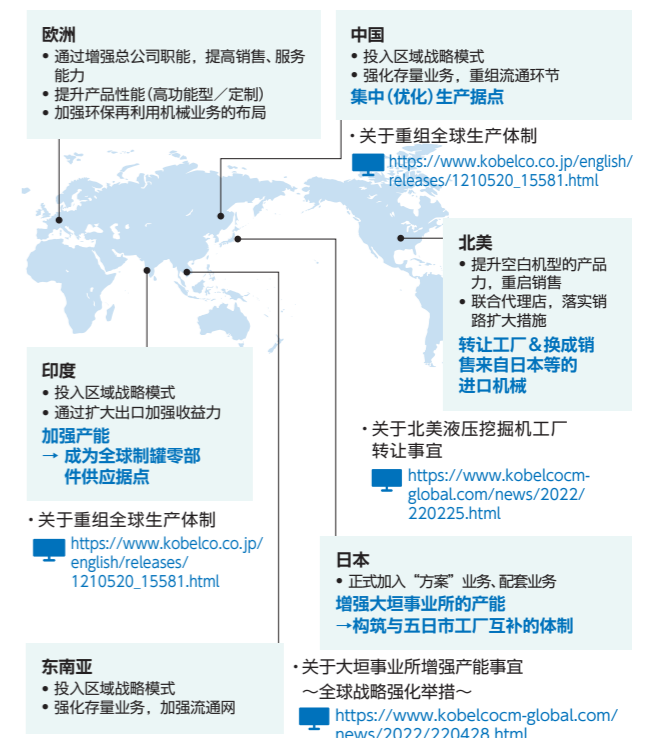 欧洲
• 通过增强总公司职能，提高销售、服务
能力
• 提升产品性能（高功能型／定制）
• 加强环保再利用机械业务的布局
中国
• 投入区域战略模式
• 强化存量业务，重组流通环节
集中（优化）生产据点
・关于重组全球生产体制
https://www.kobelco.co.jp/english/
releases/1210520_15581.html
北美
• 提升空白机型的产品
力，重启销售
• 联合代理店，落实销
路扩大措施
转让工厂＆换成销
售来自日本等的
进口机械
・关于北美液压挖掘机工厂
转让事宜
https://www.kobelcocm-
global.com/news/2022/
220225.html
印度
• 投入区域战略模式
• 通过扩大出口加强收益力
加强产能
→ 成为全球制罐零部
件供应据点
・关于重组全球生产体制
https://www.kobelco.co.jp/
english/releases/
1210520_15581.html
日本
• 正式加入“方案”业务、配套业务
增强大垣事业所的产能
→构筑与五日市工厂互补的体制
・关于大垣事业所增强产能事宜
～全球战略强化举措～
https://www.kobelcocm-global.com/
news/2022/220428.html
东南亚
• 投入区域战略模式
• 强化存量业务，加强流通网